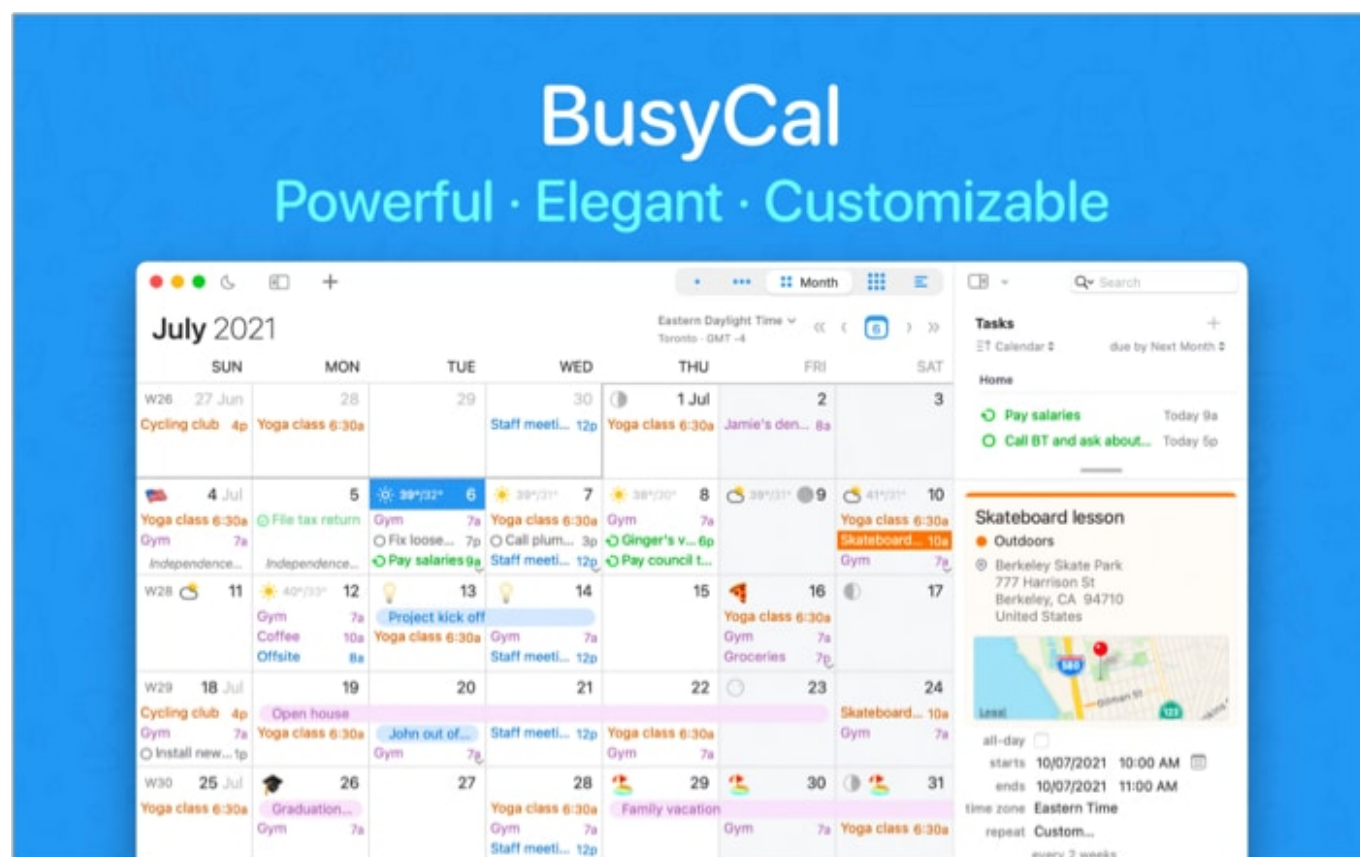 BusyCal
Powerful · Elegant · Customizable
Month
Search
July 2021
Eastern Daylight Time
Toronto - GMT -4
6
SUN MON TUE WED THU FRI SAT
W26 27 Jun 28 29 30 1 Jul 2 3
Cycling club 4p Yoga class 6:30a Staff meeti... 12p Yoga class 6:30a Jamie's den... 8a
4 Jul 5 39°/32° 6 39°/31° 7 38°/30° 8 39°/31° 9 41°/31° 10
Yoga class 6:30a File tax return Gym 7a Yoga class 6:30a Gym 7a Yoga class 6:30a
Gym 7a Fix loose... 7p Call plum... 3p Ginger's v... 6p Skateboard... 10a
Independence... Independence... Pay salaries 9a Staff meeti... 12p Pay council t... Gym 7a
W28 11 40°/33° 12 13 14 15 16 17
Gym 7a Project kick off Yoga class 6:30a
Coffee 10a Yoga class 6:30a Gym 7a Gym 7a
Offsite 8a Staff meeti... 12p Groceries 7p
W29 18 Jul 19 20 21 22 23 24
Cycling club 4p Open house Skateboard... 10a
Gym 7a Yoga class 6:30a John out of... Staff meeti... 12p Yoga class 6:30a Gym 7a
Install new... 1p Gym 7a Gym 7a
W30 25 Jul 26 27 28 29 30 31
Yoga class 6:30a Graduation... Yoga class 6:30a Family vacation
Gym 7a Gym 7a Gym 7a Yoga class 6:30a
Staff meeti... 12p
Tasks
Calendar due by Next Month
Home
Pay salaries Today 9a
Call BT and ask about... Today 5p
Skateboard lesson
Outdoors
Berkeley Skate Park
777 Harrison St
Berkeley, CA 94710
United States
580
Gilman St
123
Legal
all-day
starts 10/07/2021 10:00 AM
ends 10/07/2021 11:00 AM
time zone Eastern Time
repeat Custom...
every 2 weeks